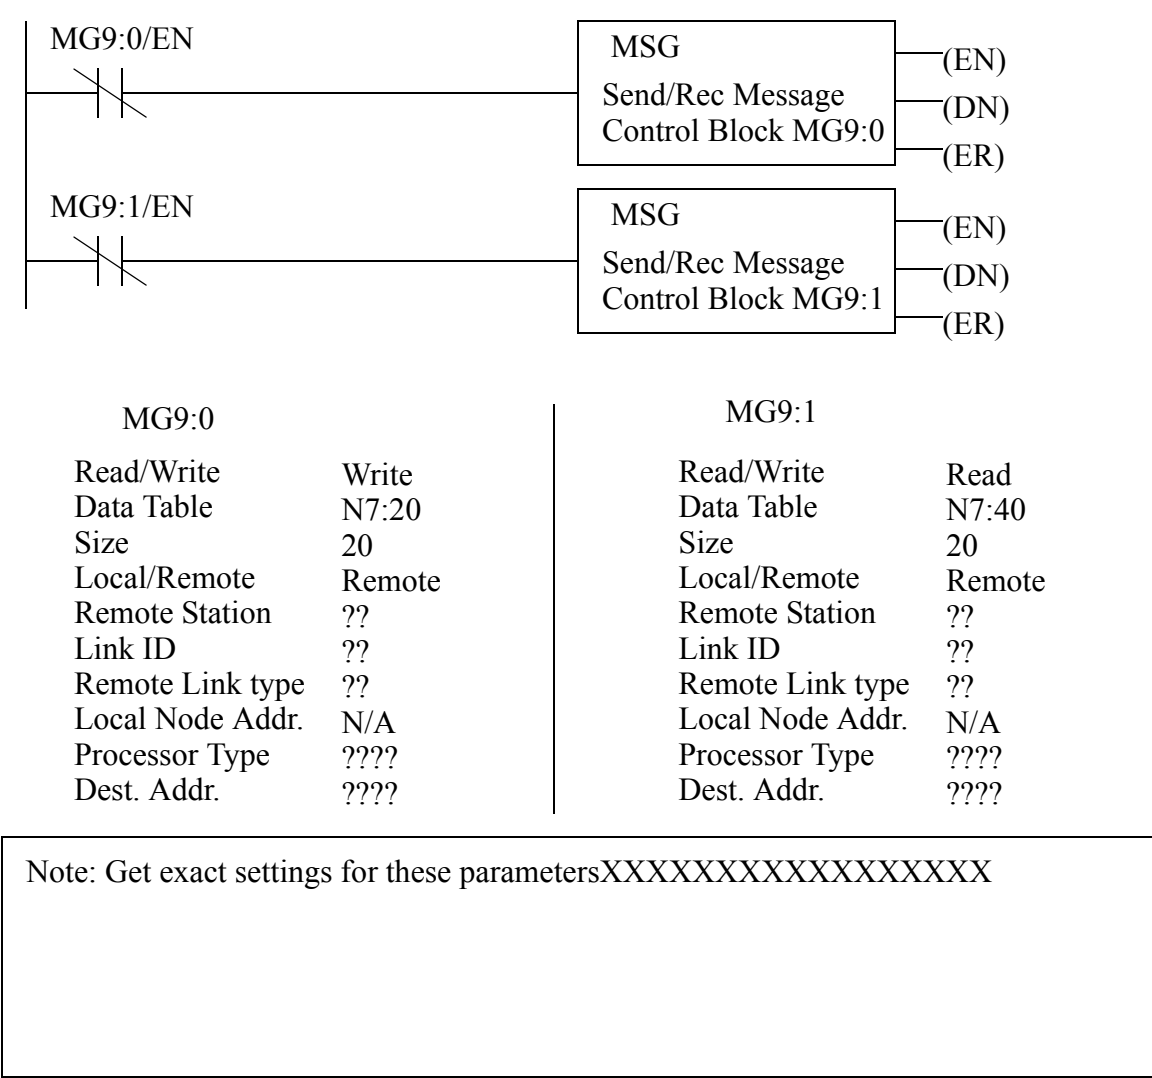 MG9:0/EN
MSG
Send/Rec Message
Control Block MG9:0
(EN)
(DN)
(ER)
MG9:1/EN
MSG
Send/Rec Message
Control Block MG9:1
(EN)
(DN)
(ER)
MG9:0
Read/Write Write
Data Table N7:20
Size 20
Local/Remote Remote
Remote Station ??
Link ID ??
Remote Link type ??
Local Node Addr. N/A
Processor Type ????
Dest. Addr. ????
MG9:1
Read/Write Read
Data Table N7:40
Size 20
Local/Remote Remote
Remote Station ??
Link ID ??
Remote Link type ??
Local Node Addr. N/A
Processor Type ????
Dest. Addr. ????
Note: Get exact settings for these parametersXXXXXXXXXXXXXXXXX